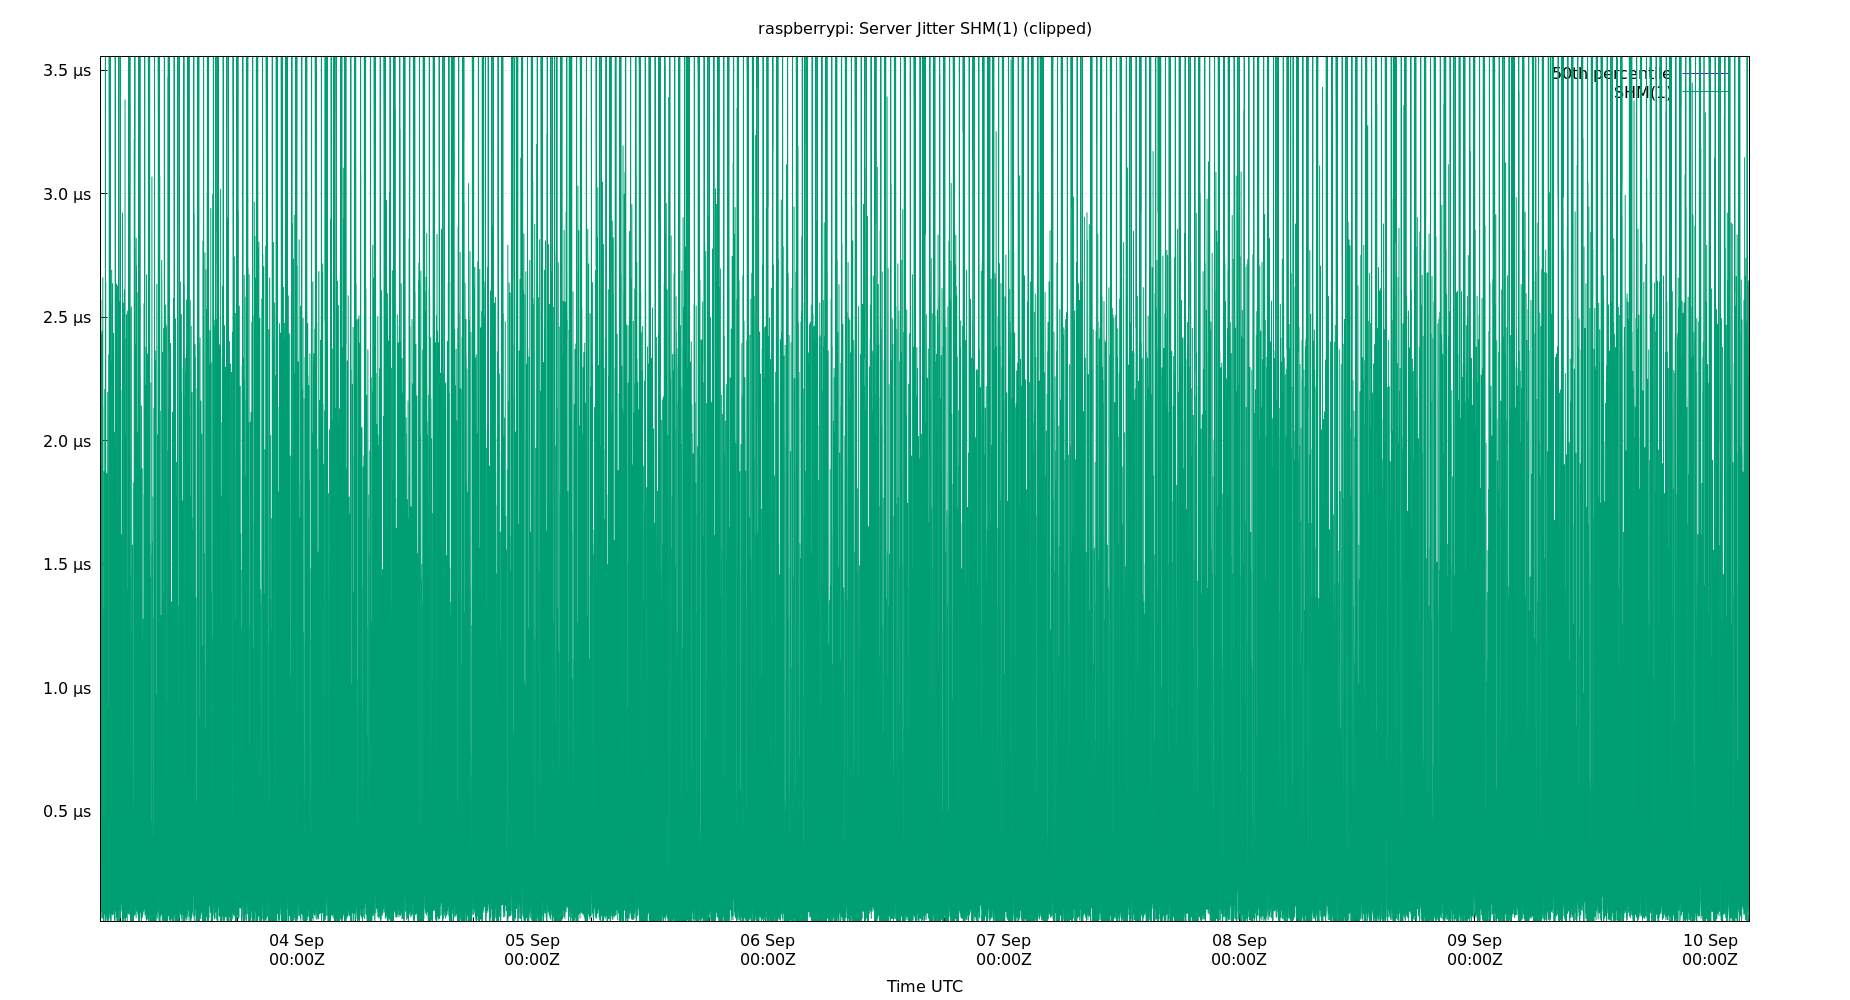 raspberrypi: Server Jitter SHM(1) (clipped)
3.5 µs
50th percentile
SHM(1)
3.0 µs
2.5 µs
2.0 µs
1.5 µs
1.0 µs
0.5 µs
04 Sep 05 Sep 06 Sep 07 Sep 08 Sep 09 Sep 10 Sep
00:00Z 00:00Z 00:00Z 00:00Z 00:00Z 00:00Z 00:00Z
Time UTC